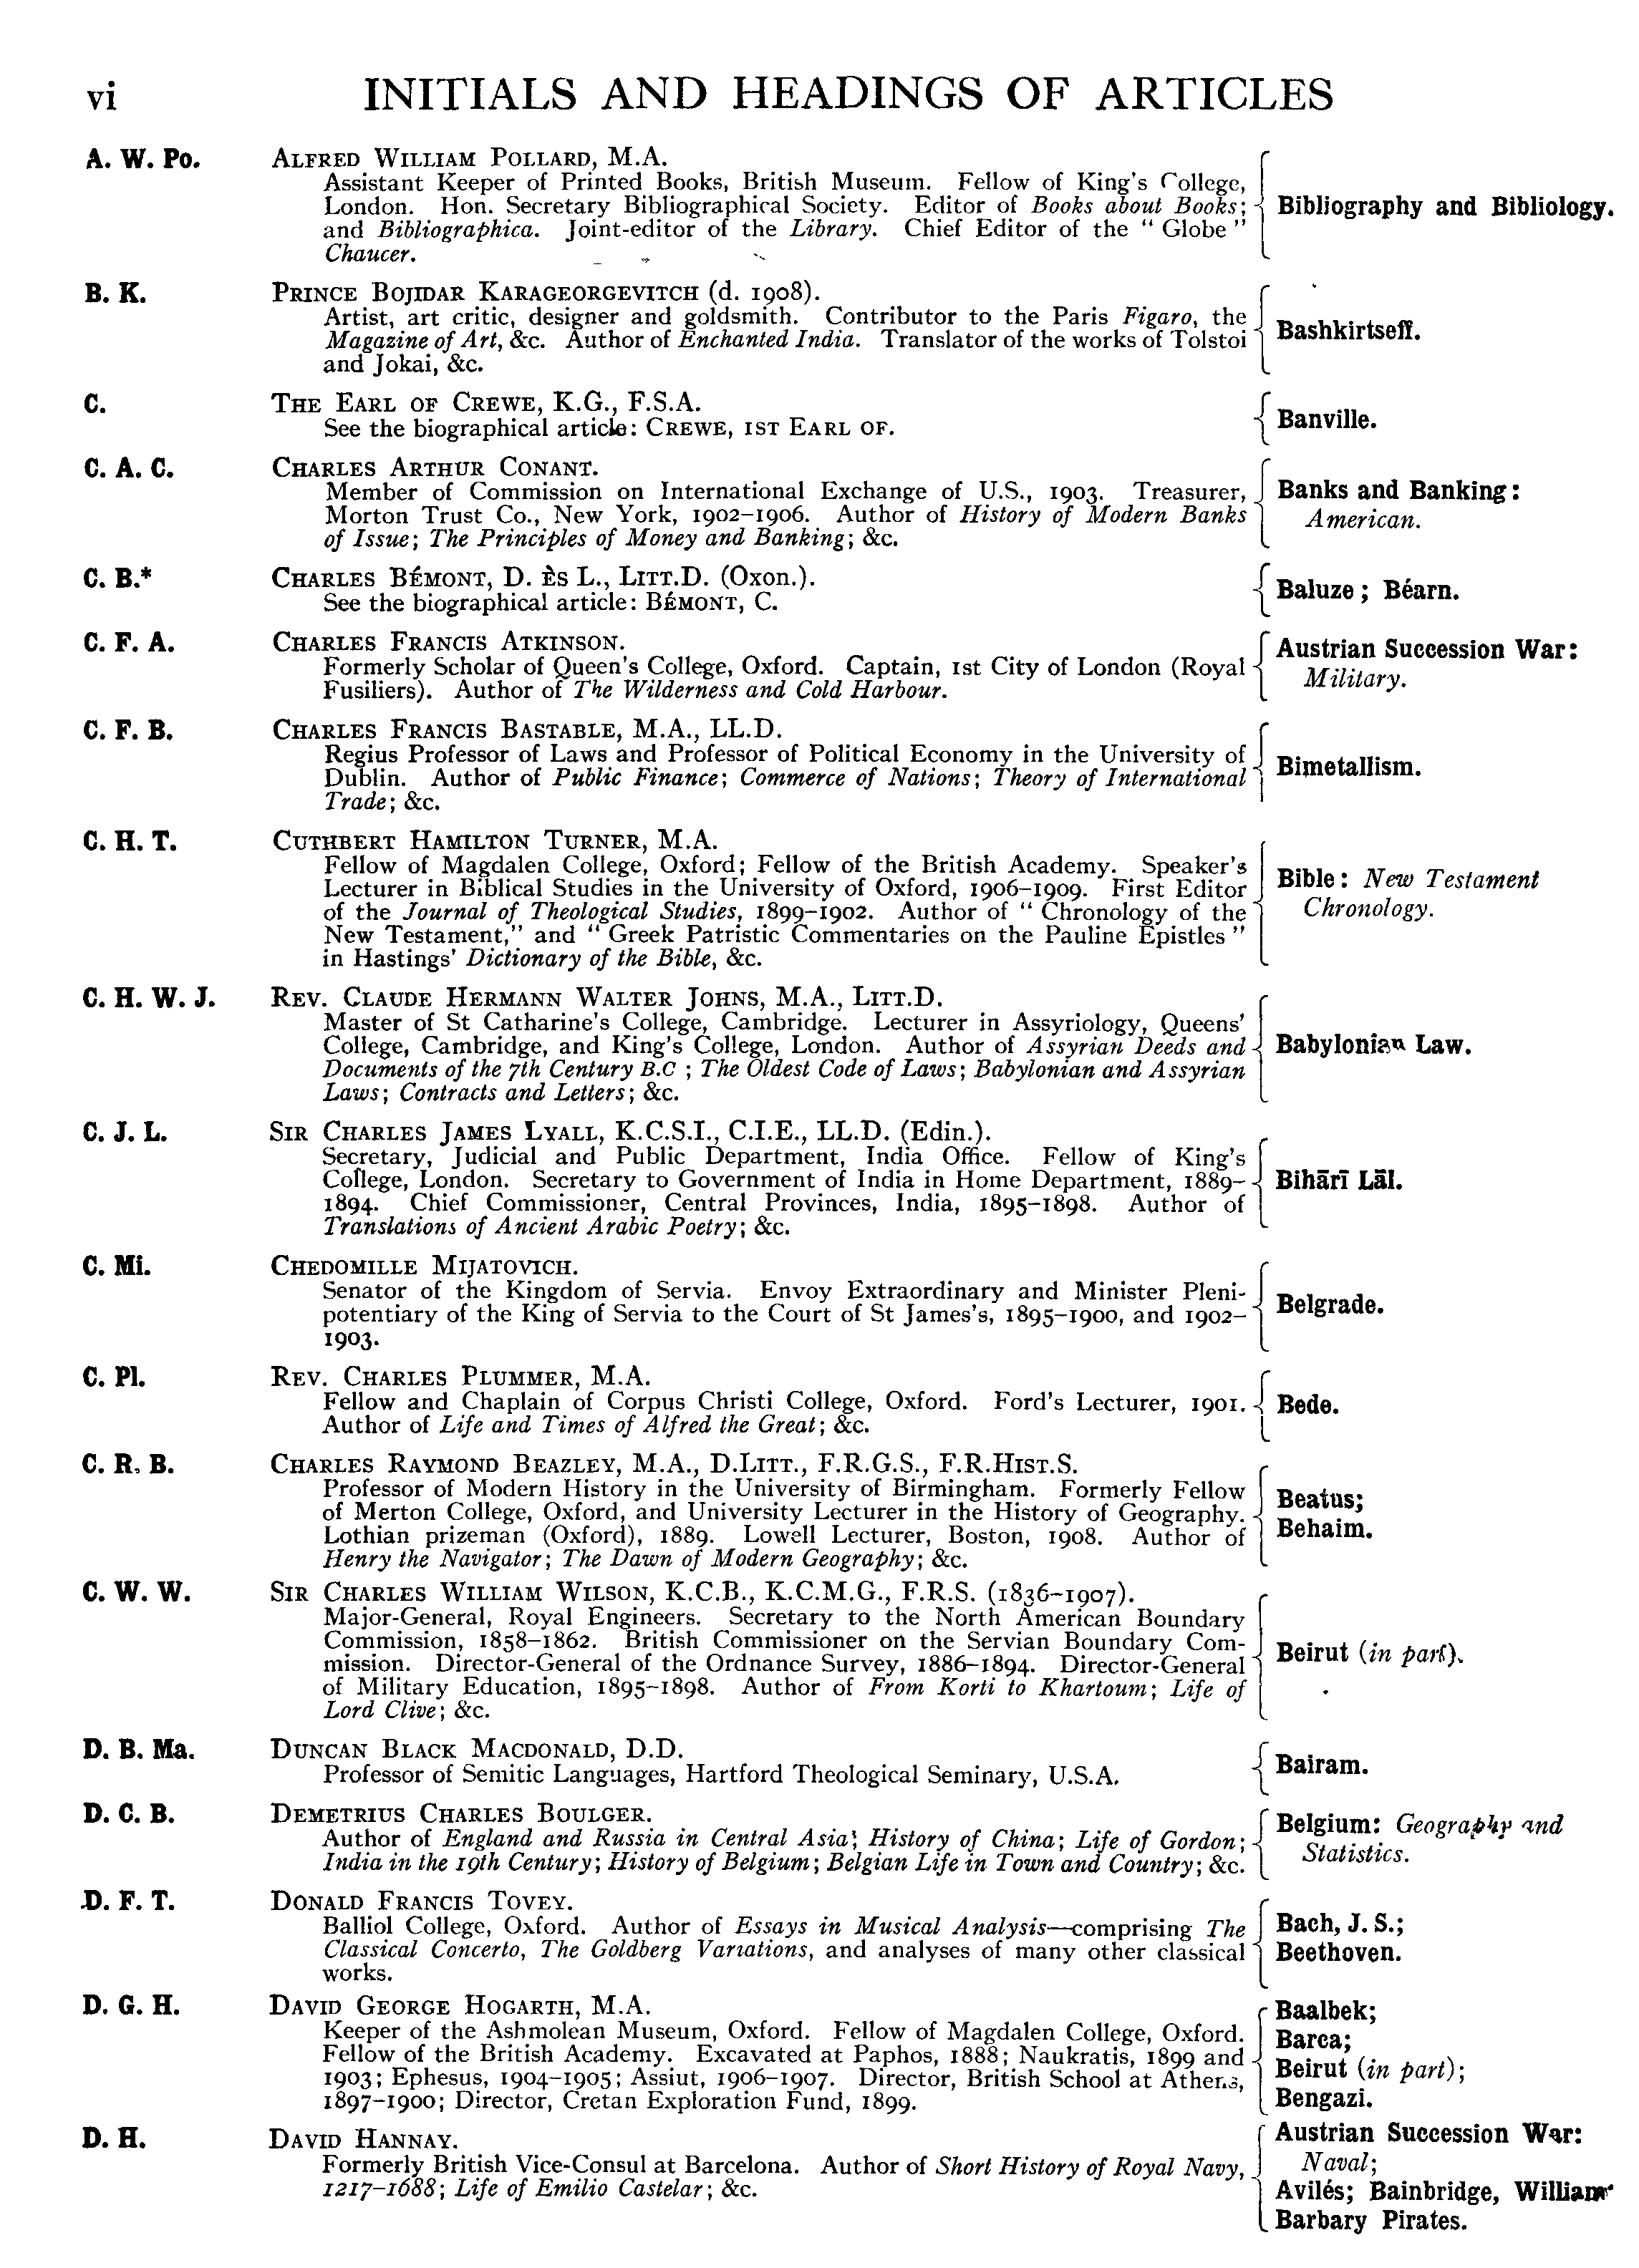 vi INITIALS AND HEADINGS OF ARTICLES
A. W. Po. ALFRED WILLIAM POLLARD, M.A.
Assistant Keeper of Printed Books, British Museum. Fellow of King's College,
London. Hon. Secretary Bibliographical Society. Editor of Books about Books;
and Bibliographica. Joint-editor of the Library. Chief Editor of the " Globe "
Chaucer.
Bibliography and Bibliology.
B. K. PRINCE BOJIDAR KARAGEORGEVITCH (d. 1908).
Artist, art critic, designer and goldsmith. Contributor to the Paris Figaro, the
Magazine of Art, &c. Author of Enchanted India. Translator of the works of Tolstoi
and Jokai, &c.
Bashkirtseff.
C. THE EARL OF CREWE, K.G., F.S.A.
See the biographical article: CREWE, 1ST EARL OF.
Banville.
C. A. C. CHARLES ARTHUR CONANT.
Member of Commission on International Exchange of U.S., 1903. Treasurer,
Morton Trust Co., New York, 1902–1906. Author of History of Modern Banks
of Issue; The Principles of Money and Banking; &c.
Banks and Banking:
American.
C. B.* CHARLES BÉMONT, D. ÈS L., LITT.D. (Oxon.).
See the biographical article: BÉMONT, C.
Baluze; Béarn.
C. F. A. CHARLES FRANCIS ATKINSON.
Formerly Scholar of Queen's College, Oxford. Captain, 1st City of London (Royal
Fusiliers). Author of The Wilderness and Cold Harbour.
Austrian Succession War:
Military.
C. F. B. CHARLES FRANCIS BASTABLE, M.A., LL.D.
Regius Professor of Laws and Professor of Political Economy in the University of
Dublin. Author of Public Finance; Commerce of Nations; Theory of International
Trade; &c.
Bimetallism.
C. H. T. CUTHBERT HAMILTON TURNER, M.A.
Fellow of Magdalen College, Oxford; Fellow of the British Academy. Speaker's
Lecturer in Biblical Studies in the University of Oxford, 1906–1909. First Editor
of the Journal of Theological Studies, 1899–1902. Author of " Chronology of the
New Testament," and " Greek Patristic Commentaries on the Pauline Epistles "
in Hastings' Dictionary of the Bible, &c.
Bible: New Testament
Chronology.
C. H. W. J. REV. CLAUDE HERMANN WALTER JOHNS, M.A., LITT.D.
Master of St Catharine's College, Cambridge. Lecturer in Assyriology, Queens'
College, Cambridge, and King's College, London. Author of Assyrian Deeds and
Documents of the 7th Century B.C ; The Oldest Code of Laws; Babylonian and Assyrian
Laws; Contracts and Letters; &c.
Babylonian Law.
C. J. L. SIR CHARLES JAMES LYALL, K.C.S.I., C.I.E., LL.D. (Edin.).
Secretary, Judicial and Public Department, India Office. Fellow of King's
College, London. Secretary to Government of India in Home Department, 1889–
1894. Chief Commissioner, Central Provinces, India, 1895–1898. Author of
Translations of Ancient Arabic Poetry; &c.
Bihārī Lāl.
C. Mi. CHEDOMILLE MIJATOVICH.
Senator of the Kingdom of Servia. Envoy Extraordinary and Minister Pleni-
potentiary of the King of Servia to the Court of St James's, 1895–1900, and 1902–
1903.
Belgrade.
C. Pl. REV. CHARLES PLUMMER, M.A.
Fellow and Chaplain of Corpus Christi College, Oxford. Ford's Lecturer, 1901.
Author of Life and Times of Alfred the Great; &c.
Bede.
C. R. B. CHARLES RAYMOND BEAZLEY, M.A., D.LITT., F.R.G.S., F.R.HIST.S.
Professor of Modern History in the University of Birmingham. Formerly Fellow
of Merton College, Oxford, and University Lecturer in the History of Geography.
Lothian prizeman (Oxford), 1889. Lowell Lecturer, Boston, 1908. Author of
Henry the Navigator; The Dawn of Modern Geography; &c.
Beatus;
Behaim.
C. W. W. SIR CHARLES WILLIAM WILSON, K.C.B., K.C.M.G., F.R.S. (1836–1907).
Major-General, Royal Engineers. Secretary to the North American Boundary
Commission, 1858–1862. British Commissioner on the Servian Boundary Com-
mission. Director-General of the Ordnance Survey, 1886–1894. Director-General
of Military Education, 1895–1898. Author of From Korti to Khartoum; Life of
Lord Clive; &c.
Beirut (in part).
D. B. Ma. DUNCAN BLACK MACDONALD, D.D.
Professor of Semitic Languages, Hartford Theological Seminary, U.S.A.
Bairam.
D. C. B. DEMETRIUS CHARLES BOULGER.
Author of England and Russia in Central Asia; History of China; Life of Gordon;
India in the 19th Century; History of Belgium; Belgian Life in Town and Country; &c.
Belgium: Geography and
Statistics.
D. F. T. DONALD FRANCIS TOVEY.
Balliol College, Oxford. Author of Essays in Musical Analysis—comprising The
Classical Concerto, The Goldberg Variations, and analyses of many other classical
works.
Bach, J. S.;
Beethoven.
D. G. H. DAVID GEORGE HOGARTH, M.A.
Keeper of the Ashmolean Museum, Oxford. Fellow of Magdalen College, Oxford.
Fellow of the British Academy. Excavated at Paphos, 1888; Naukratis, 1899 and
1903; Ephesus, 1904–1905; Assiut, 1906–1907. Director, British School at Athens,
1897–1900; Director, Cretan Exploration Fund, 1899.
Baalbek;
Barca;
Beirut (in part);
Bengazi.
D. H. DAVID HANNAY.
Formerly British Vice-Consul at Barcelona. Author of Short History of Royal Navy,
1217–1688; Life of Emilio Castelar; &c.
Austrian Succession War:
Naval;
Avilés; Bainbridge, William
Barbary Pirates.